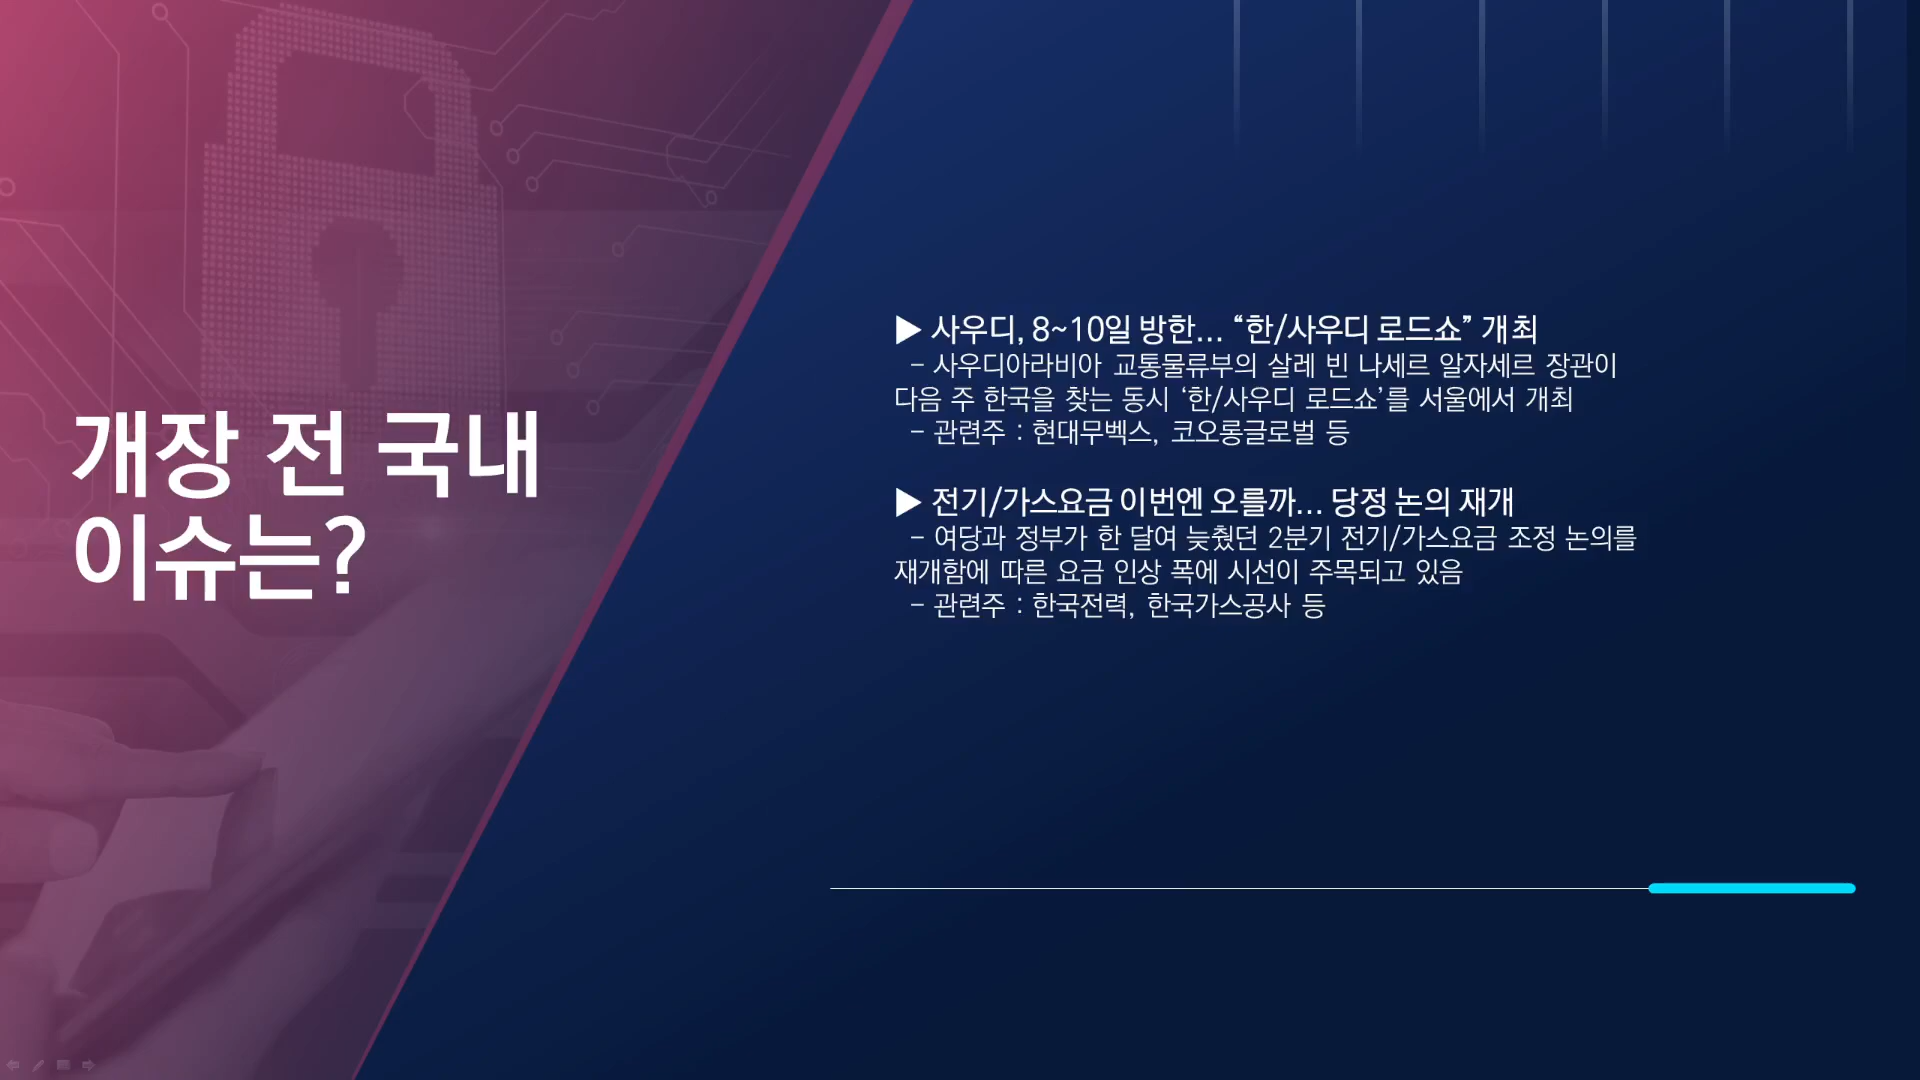 개장 전 국내
이슈는?
▶ 사우디, 8~10일 방한... “한/사우디 로드쇼” 개최
- 사우디아라비아 교통물류부의 살레 빈 나세르 알자세르 장관이
다음 주 한국을 찾는 동시 ‘한/사우디 로드쇼’를 서울에서 개최
- 관련주 : 현대무벡스, 코오롱글로벌 등
▶ 전기/가스요금 이번엔 오를까... 당정 논의 재개
- 여당과 정부가 한 달여 늦췄던 2분기 전기/가스요금 조정 논의를
재개함에 따른 요금 인상 폭에 시선이 주목되고 있음
- 관련주 : 한국전력, 한국가스공사 등